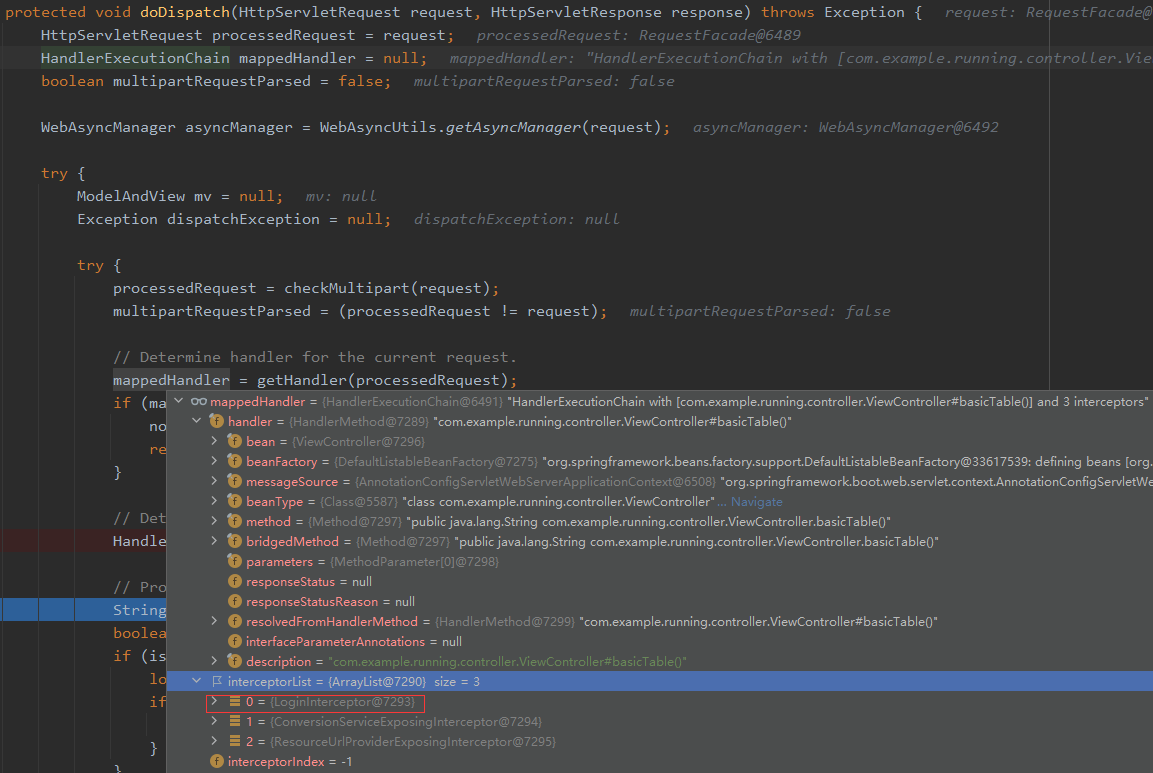 protected void doDispatch(HttpServletRequest request, HttpServletResponse response) throws Exception {   request: RequestFacade@
HttpServletRequest processedRequest = request;   processedRequest: RequestFacade@6489
HandlerExecutionChain mappedHandler = null;   mappedHandler: "HandlerExecutionChain with [com.example.running.controller.Vie
boolean multipartRequestParsed = false;   multipartRequestParsed: false
WebAsyncManager asyncManager = WebAsyncUtils.getAsyncManager(request);   asyncManager: WebAsyncManager@6492
try {
ModelAndView mv = null;   mv: null
Exception dispatchException = null;   dispatchException: null
try {
processedRequest = checkMultipart(request);
multipartRequestParsed = (processedRequest != request);   multipartRequestParsed: false
// Determine handler for the current request.
mappedHandler = getHandler(processedRequest);
if (ma
no
re
}
// Det
Handle
// Pro
String
boolea
if (is
lo
if
}
}
mappedHandler = {HandlerExecutionChain@6491} "HandlerExecutionChain with [com.example.running.controller.ViewController#basicTable()] and 3 interceptors"
handler = {HandlerMethod@7289} "com.example.running.controller.ViewController#basicTable()"
bean = {ViewController@7296}
beanFactory = {DefaultListableBeanFactory@7275} "org.springframework.beans.factory.support.DefaultListableBeanFactory@33617539: defining beans [org.
messageSource = {AnnotationConfigServletWebServerApplicationContext@6508} "org.springframework.boot.web.servlet.context.AnnotationConfigServletWe
beanType = {Class@5587} "class com.example.running.controller.ViewController"... Navigate
method = {Method@7297} "public java.lang.String com.example.running.controller.ViewController.basicTable()"
bridgedMethod = {Method@7297} "public java.lang.String com.example.running.controller.ViewController.basicTable()"
parameters = {MethodParameter[0]@7298}
responseStatus = null
responseStatusReason = null
resolvedFromHandlerMethod = {HandlerMethod@7299} "com.example.running.controller.ViewController#basicTable()"
interfaceParameterAnnotations = null
description = "com.example.running.controller.ViewController#basicTable()"
interceptorList = {ArrayList@7290} size = 3
0 = {LoginInterceptor@7293}
1 = {ConversionServiceExposingInterceptor@7294}
2 = {ResourceUrlProviderExposingInterceptor@7295}
interceptorIndex = -1